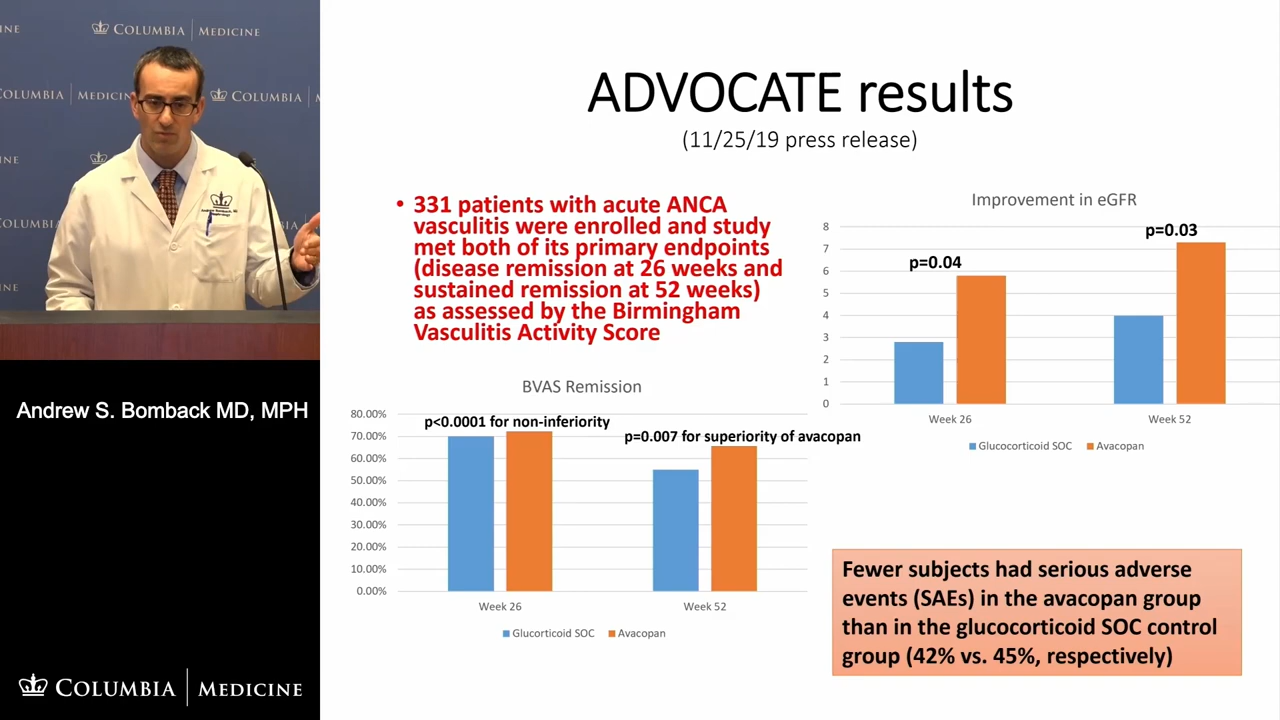 NE
COLUMBIA | MEDICINE
COLUMBIA | MEDICIN
COLUMBIA |
NE
COLUMBIA
NE
Andrew S. Bomback MD, MPH
COLUMBIA | MEDICINE
ADVOCATE results
(11/25/19 press release)
• 331 patients with acute ANCA
vasculitis were enrolled and study
met both of its primary endpoints
(disease remission at 26 weeks and
sustained remission at 52 weeks)
as assessed by the Birmingham
Vasculitis Activity Score
BVAS Remission
80.00%
70.00%
60.00%
50.00%
40.00%
30.00%
20.00%
10.00%
0.00%
p<0.0001 for non-inferiority
p=0.007 for superiority of avacopan
Week 26
Week 52
Glucorticoid SOC
Avacopan
Improvement in eGFR
8
7
6
5
4
3
2
1
0
p=0.04
p=0.03
Week 26
Week 52
Glucocorticoid SOC
Avacopan
Fewer subjects had serious adverse
events (SAEs) in the avacopan group
than in the glucocorticoid SOC control
group (42% vs. 45%, respectively)